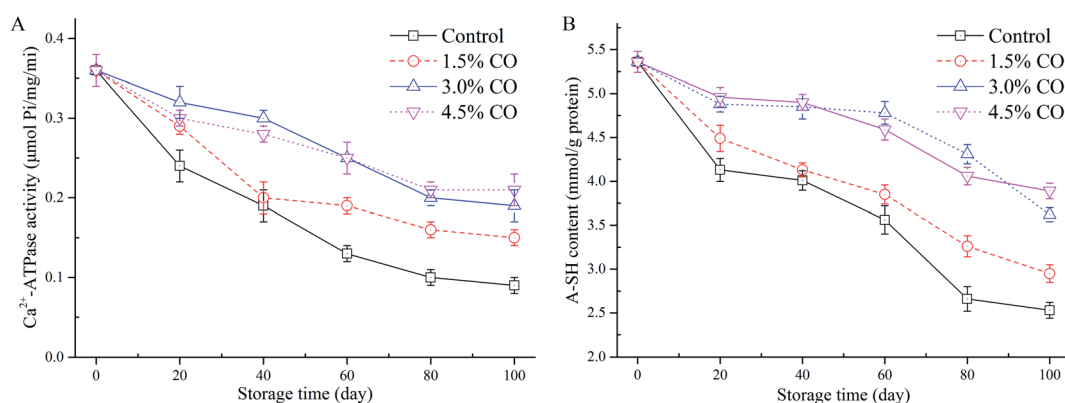 A
Control
1.5% CO
3.0% CO
4.5% CO
Ca²⁺-ATPase activity (μmol Pi/mg/mi)
0.4
0.3
0.2
0.1
0.0
0 20 40 60 80 100
Storage time (day)
B
Control
1.5% CO
3.0% CO
4.5% CO
A-SH content (mmol/g protein)
5.5
5.0
4.5
4.0
3.5
3.0
2.5
2.0
0 20 40 60 80 100
Storage time (day)